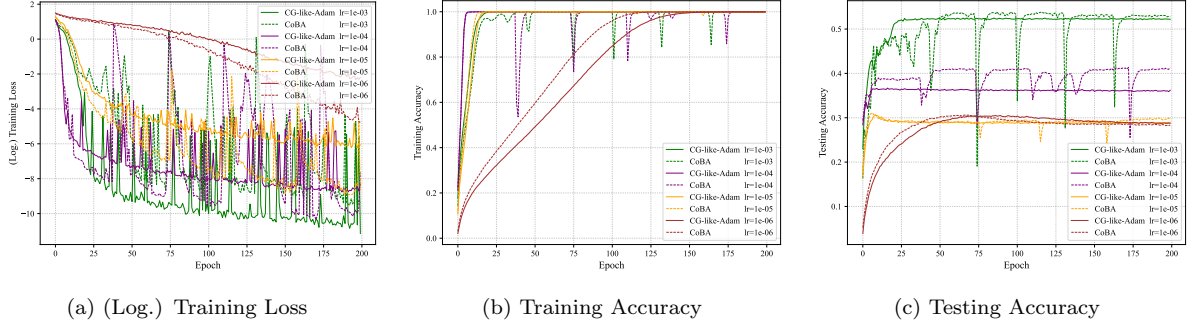 (Log.) Training Loss
2
0
−2
−4
−6
−8
−10
0 25 50 75 100 125 150 175 200
Epoch
CG-like-Adam lr=1e-03
CoBA lr=1e-03
CG-like-Adam lr=1e-04
CoBA lr=1e-04
CG-like-Adam lr=1e-05
CoBA lr=1e-05
CG-like-Adam lr=1e-06
CoBA lr=1e-06
(a) (Log.) Training Loss
Training Accuracy
1.0
0.8
0.6
0.4
0.2
0.0
0 25 50 75 100 125 150 175 200
Epoch
CG-like-Adam lr=1e-03
CoBA lr=1e-03
CG-like-Adam lr=1e-04
CoBA lr=1e-04
CG-like-Adam lr=1e-05
CoBA lr=1e-05
CG-like-Adam lr=1e-06
CoBA lr=1e-06
(b) Training Accuracy
Testing Accuracy
0.5
0.4
0.3
0.2
0.1
0 25 50 75 100 125 150 175 200
Epoch
CG-like-Adam lr=1e-03
CoBA lr=1e-03
CG-like-Adam lr=1e-04
CoBA lr=1e-04
CG-like-Adam lr=1e-05
CoBA lr=1e-05
CG-like-Adam lr=1e-06
CoBA lr=1e-06
(c) Testing Accuracy